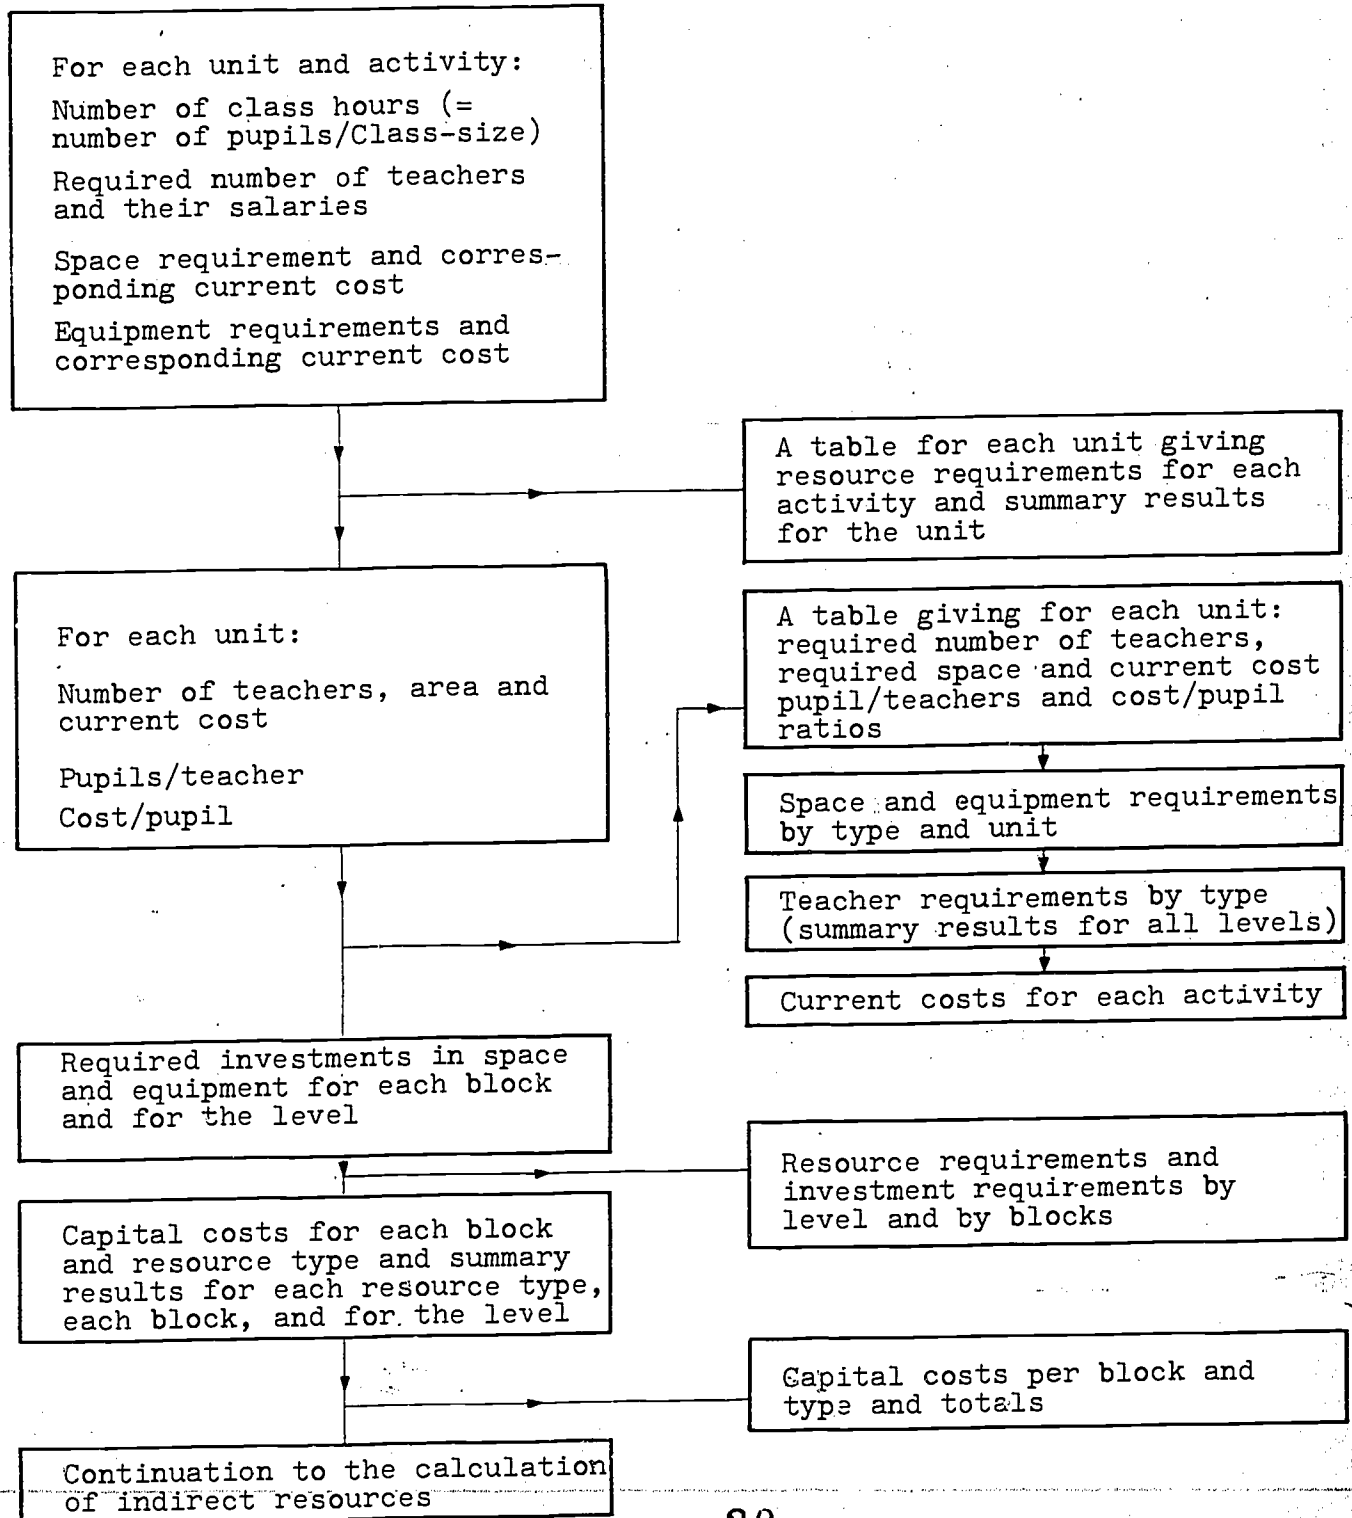 For each unit and activity:
Number of class hours (=
number of pupils/Class-size)
Required number of teachers
and their salaries
Space requirement and corres-
ponding current cost
Equipment requirements and
corresponding current cost
A table for each unit giving
resource requirements for each
activity and summary results
for the unit
For each unit:
Number of teachers, area and
current cost
Pupils/teacher
Cost/pupil
A table giving for each unit:
required number of teachers,
required space and current cost
pupil/teachers and cost/pupil
ratios
Space and equipment requirements
by type and unit
Teacher requirements by type
(summary results for all levels)
Current costs for each activity
Required investments in space
and equipment for each block
and for the level
Resource requirements and
investment requirements by
level and by blocks
Capital costs for each block
and resource type and summary
results for each resource type,
each block, and for the level
Capital costs per block and
type and totals
Continuation to the calculation
of indirect resources